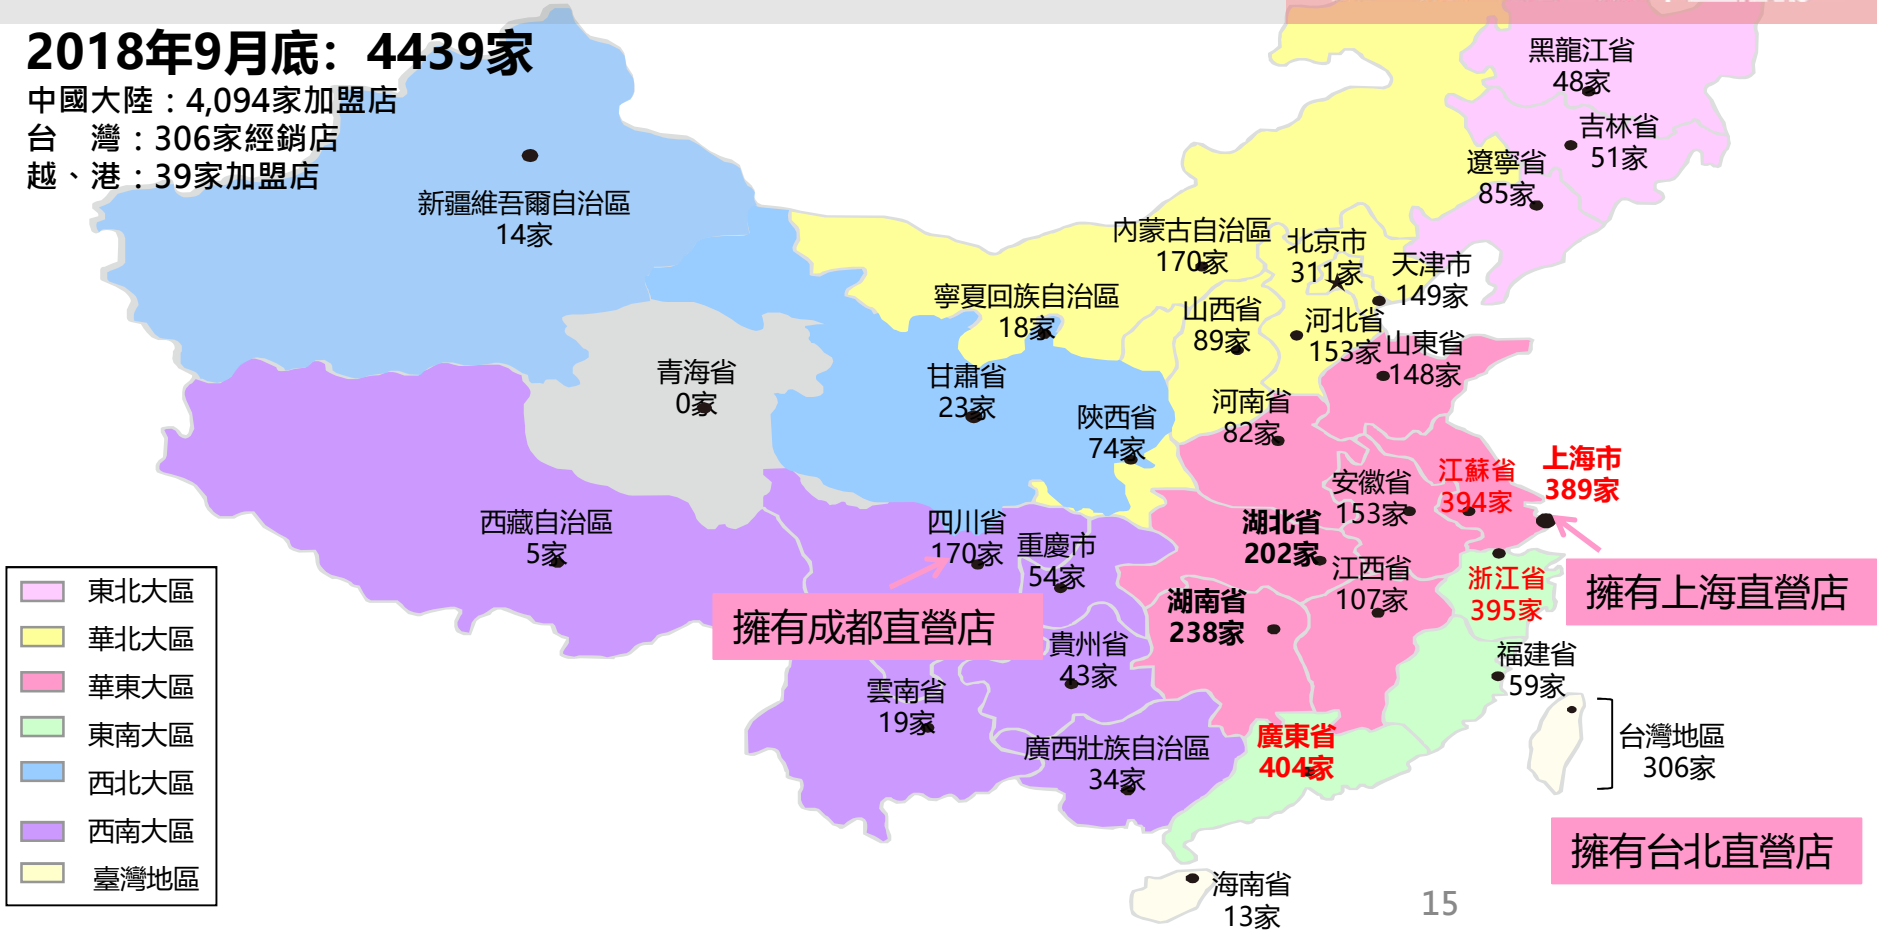 2018年9月底：4439家
中國大陸：4,094家加盟店
台　灣：306家經銷店
越、港：39家加盟店
黑龍江省
48家
吉林省
51家
遼寧省
85家
新疆維吾爾自治區
14家
內蒙古自治區
170家
北京市
311家
天津市
149家
寧夏回族自治區
18家
山西省
89家
河北省
153家
山東省
148家
青海省
0家
甘肅省
23家
陝西省
74家
河南省
82家
安徽省
153家
江蘇省
394家
上海市
389家
西藏自治區
5家
四川省
170家
重慶市
54家
湖北省
202家
江西省
107家
浙江省
395家
擁有上海直營店
湖南省
238家
擁有成都直營店
貴州省
43家
福建省
59家
雲南省
19家
廣西壯族自治區
34家
廣東省
404家
台灣地區
306家
擁有台北直營店
海南省
13家
東北大區
華北大區
華東大區
東南大區
西北大區
西南大區
臺灣地區
15